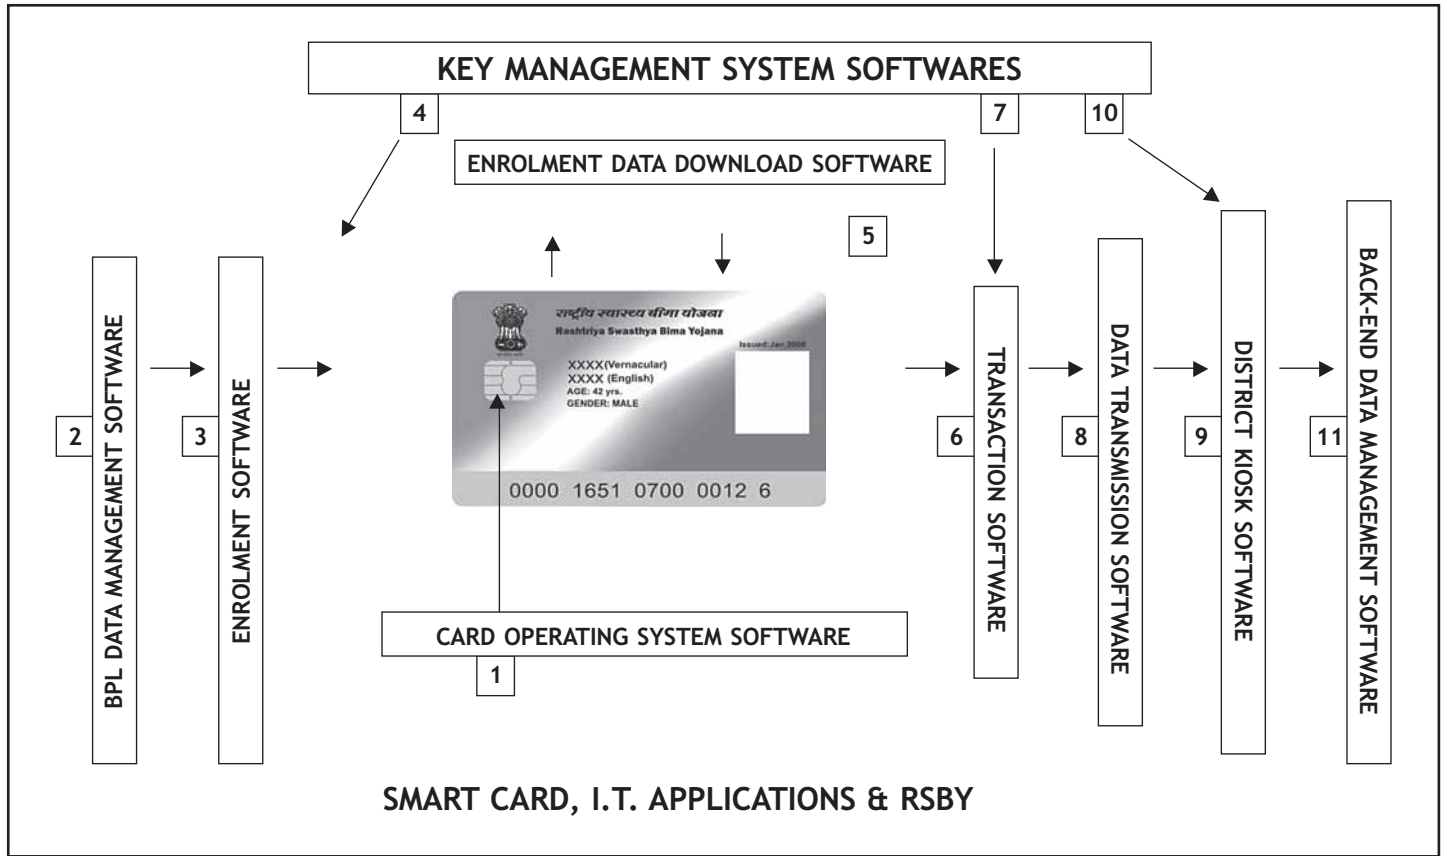 KEY MANAGEMENT SYSTEM SOFTWARES
4
7
10
ENROLMENT DATA DOWNLOAD SOFTWARE
5
BPL DATA MANAGEMENT SOFTWARE
2
ENROLMENT SOFTWARE
3
राष्ट्रीय स्वास्थ्य बीमा योजना
Rashtriya Swasthya Bima Yojana
Issued:Jan 2008
XXXX(Vernacular)
XXXX (English)
AGE: 42 yrs.
GENDER: MALE
0000 1651 0700 0012 6
CARD OPERATING SYSTEM SOFTWARE
1
6
TRANSACTION SOFTWARE
8
DATA TRANSMISSION SOFTWARE
9
DISTRICT KIOSK SOFTWARE
11
BACK-END DATA MANAGEMENT SOFTWARE
SMART CARD, I.T. APPLICATIONS & RSBY